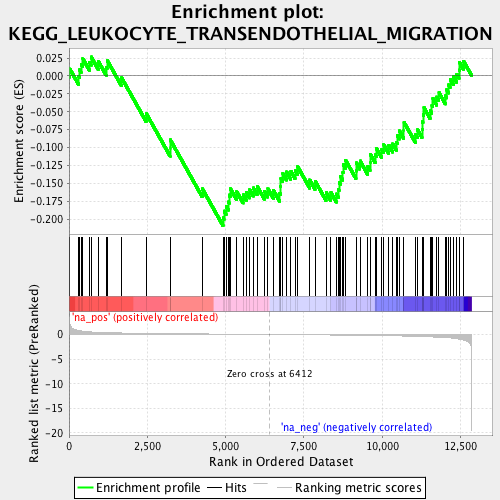 Enrichment plot:
KEGG_LEUKOCYTE_TRANSENDOTHELIAL_MIGRATION
Enrichment score (ES)
0.025
0.000
-0.025
-0.050
-0.075
-0.100
-0.125
-0.150
-0.175
-0.200
'na_pos' (positively correlated)
Ranked list metric (PreRanked)
0
-5
-10
-15
-20
Zero cross at 6412
'na_neg' (negatively correlated)
0
2,500
5,000
7,500
10,000
12,500
Rank in Ordered Dataset
Enrichment profile
Hits
Ranking metric scores